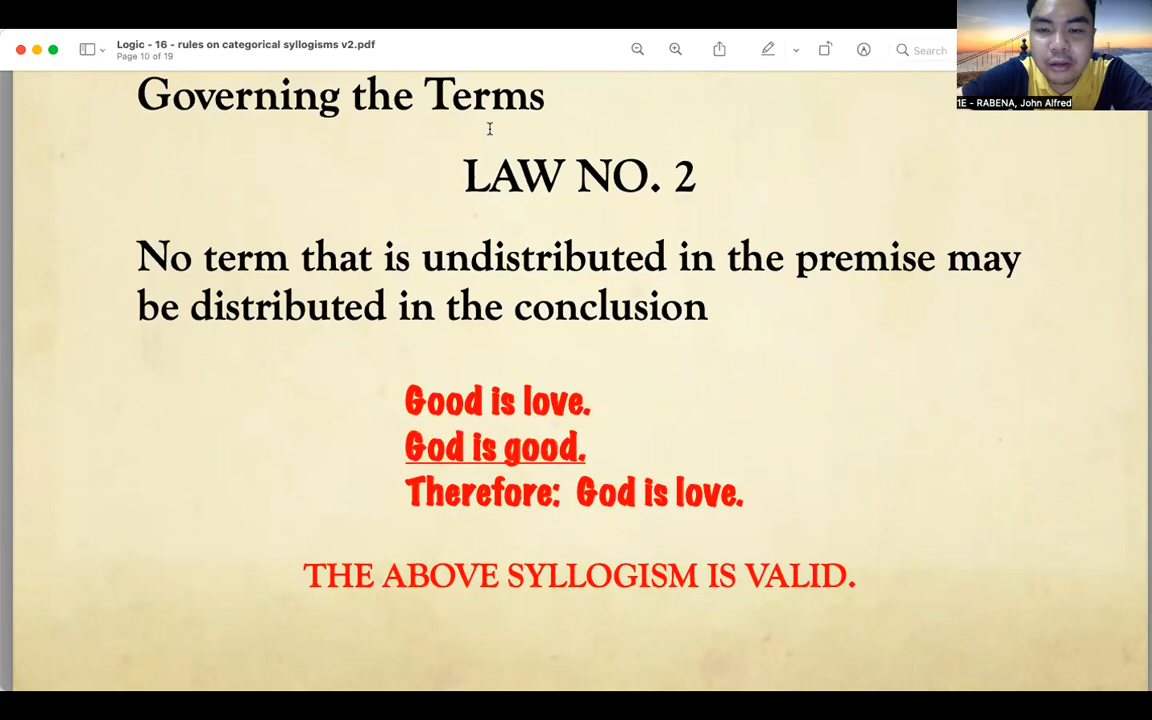 Logic - 16 - rules on categorical syllogisms v2.pdf
Page 10 of 19
Search
1E - RABENA, John Alfred
Governing the Terms
LAW NO. 2
No term that is undistributed in the premise may
be distributed in the conclusion
Good is love.
God is good.
Therefore: God is love.
THE ABOVE SYLLOGISM IS VALID.